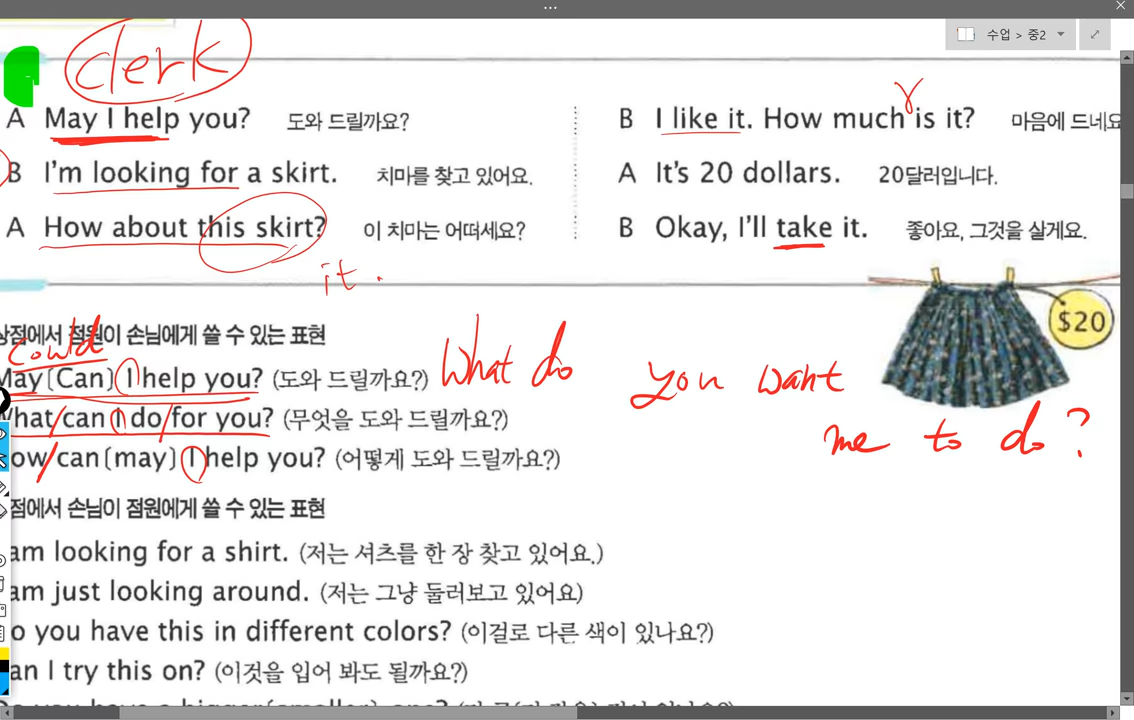 수업 > 중2
clerk
A May I help you? 도와 드릴까요?
B I'm looking for a skirt. 치마를 찾고 있어요.
A How about this skirt? 이 치마는 어떠세요?
it.
B I like it. How much is it? 마음에 드네요
A It's 20 dollars. 20달러입니다.
B Okay, I'll take it. 좋아요, 그것을 살게요.
$20
상점에서 점원이 손님에게 쓸 수 있는 표현
could
May(Can) I help you? (도와 드릴까요?)
What do you want
me to do?
What/can I do/for you? (무엇을 도와 드릴까요?)
ow/can(may) I help you? (어떻게 도와 드릴까요?)
점에서 손님이 점원에게 쓸 수 있는 표현
am looking for a shirt. (저는 셔츠를 한 장 찾고 있어요.)
am just looking around. (저는 그냥 둘러보고 있어요)
o you have this in different colors? (이걸로 다른 색이 있나요?)
an I try this on? (이것을 입어 봐도 될까요?)